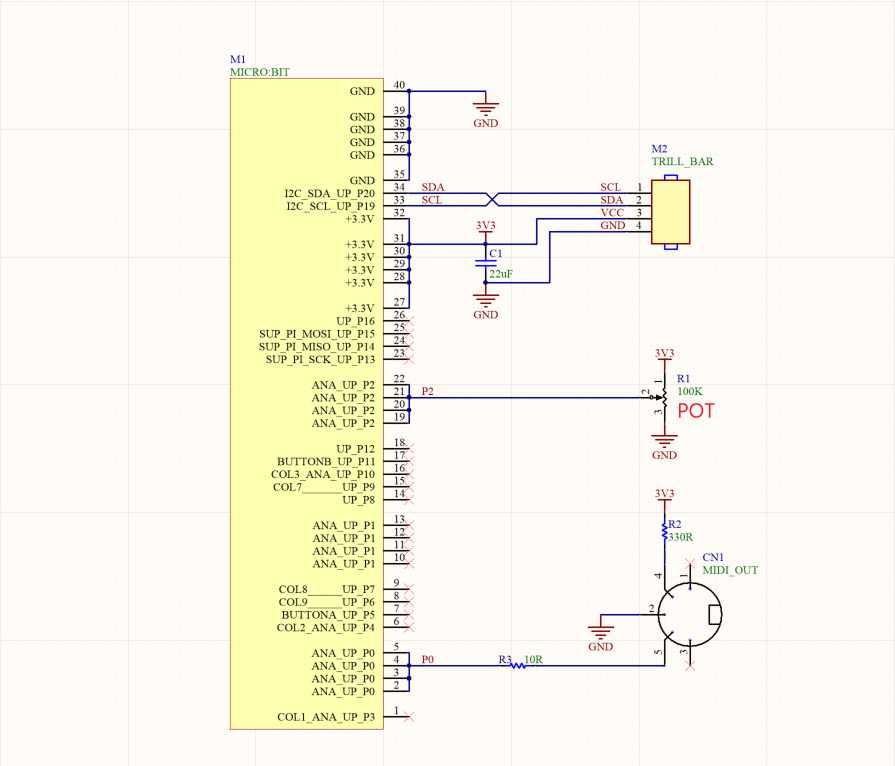 M1
MICRO:BIT
GND 40
GND
GND 39
GND 38
GND 37
GND 36
GND 35
I2C_SDA_UP_P20 34 SDA
I2C_SCL_UP_P19 33 SCL
+3.3V 32
M2
TRILL_BAR
SCL 1
SDA 2
VCC 3
GND 4
+3.3V 31
+3.3V 30
+3.3V 29
+3.3V 28
+3.3V 27
3V3
C1
22uF
GND
UP_P16 26
SUP_PI_MOSI_UP_P15 25
SUP_PI_MISO_UP_P14 24
SUP_PI_SCK_UP_P13 23
ANA_UP_P2 22
ANA_UP_P2 21 P2
ANA_UP_P2 20
ANA_UP_P2 19
3V3
1
2
3
R1
100K
POT
GND
UP_P12 18
BUTTONB_UP_P11 17
COL3_ANA_UP_P10 16
COL7______UP_P9 15
UP_P8 14
ANA_UP_P1 13
ANA_UP_P1 12
ANA_UP_P1 11
ANA_UP_P1 10
3V3
R2
330R
CN1
MIDI_OUT
4
1
2
5
3
GND
COL8_____UP_P7 9
COL9_____UP_P6 8
BUTTONA_UP_P5 7
COL2_ANA_UP_P4 6
ANA_UP_P0 5
ANA_UP_P0 4 P0
R3 10R
ANA_UP_P0 3
ANA_UP_P0 2
COL1_ANA_UP_P3 1